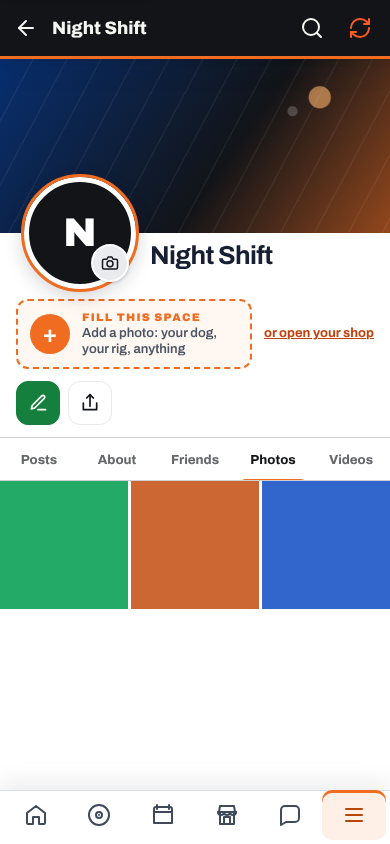 Night Shift
N
Night Shift
FILL THIS SPACE
Add a photo: your dog,
your rig, anything
or open your shop
Posts About Friends Photos Videos